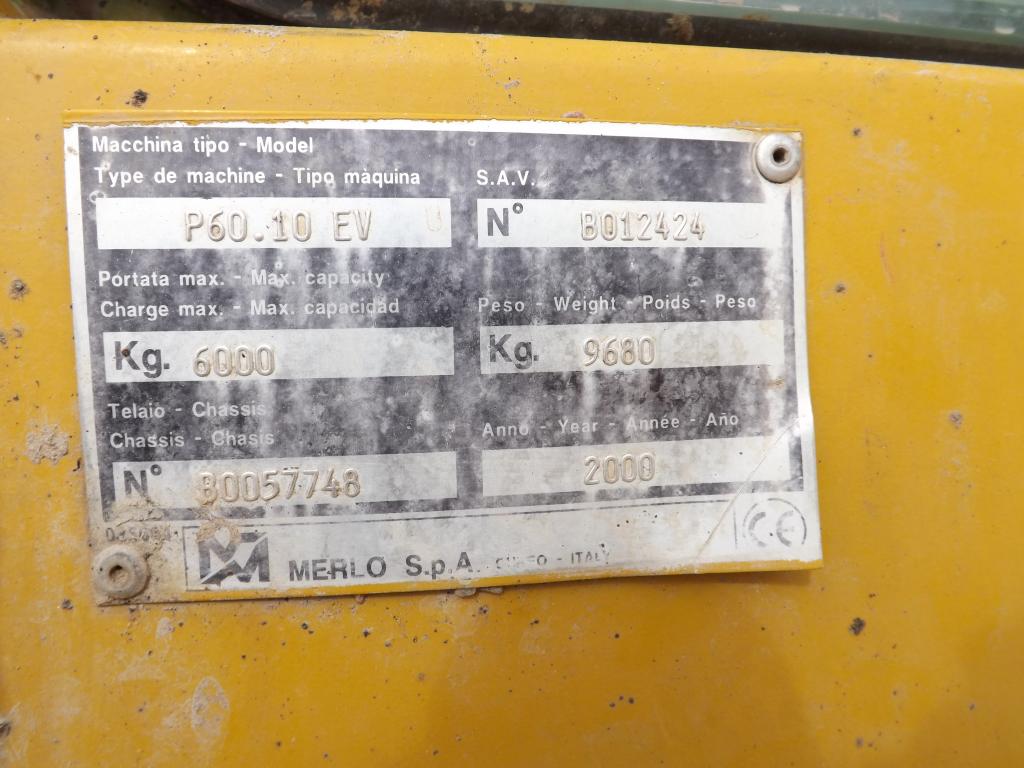 Macchina tipo - Model
Type de machine - Tipo màquina
P60.10 EV
S.A.V.
N° B012424
Portata max. - Max. capacity
Charge max. - Max. capacidad
Kg. 6000
Peso - Weight - Poids - Peso
Kg. 9680
Telaio - Chassis
Chassis - Chasis
N° B0057748
Anno - Year - Année - Año
2000
MERLO S.p.A. - ITALY
CE